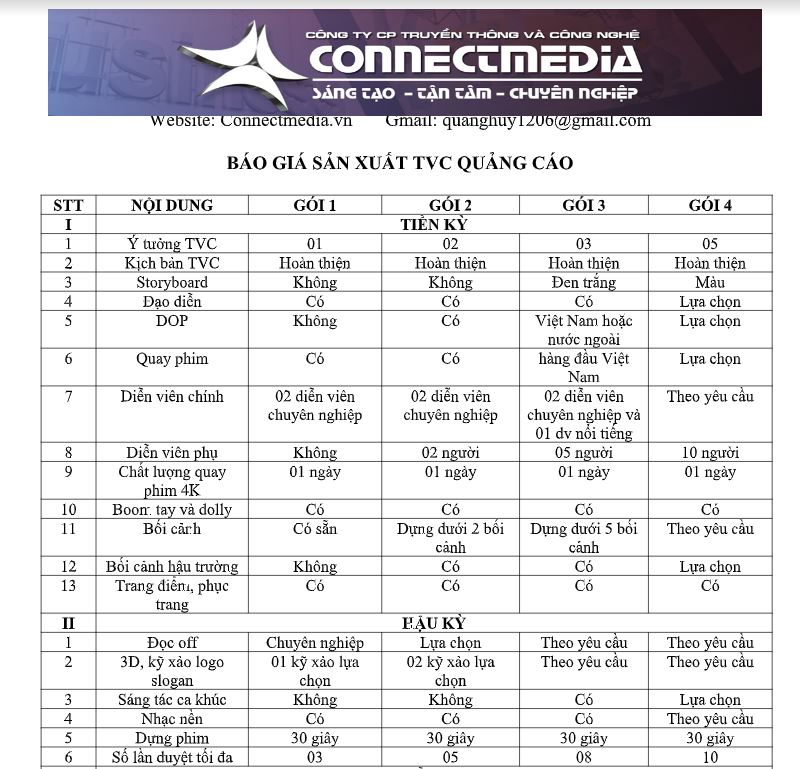 CÔNG TY CP TRUYỀN THÔNG VÀ CÔNG NGHỆ
CONNECTMEDIA
SÁNG TẠO - TẬN TÂM - CHUYÊN NGHIỆP
Website: Connectmedia.vn Gmail: quanghuy1206@gmail.com
BÁO GIÁ SẢN XUẤT TVC QUẢNG CÁO
STT NỘI DUNG GÓI 1 GÓI 2 GÓI 3 GÓI 4
I TIỀN KỲ
1 Ý tưởng TVC 01 02 03 05
2 Kịch bản TVC Hoàn thiện Hoàn thiện Hoàn thiện Hoàn thiện
3 Storyboard Không Không Đen trắng Màu
4 Đạo diễn Có Có Có Lựa chọn
5 DOP Không Có Việt Nam hoặc Lựa chọn
nước ngoài
6 Quay phim Có Có hàng đầu Việt Lựa chọn
Nam
7 Diễn viên chính 02 diễn viên 02 diễn viên 02 diễn viên Theo yêu cầu
chuyên nghiệp chuyên nghiệp chuyên nghiệp và
01 dv nổi tiếng
8 Diễn viên phụ Không 02 người 05 người 10 người
9 Chất lượng quay 01 ngày 01 ngày 01 ngày 01 ngày
phim 4K
10 Boom tay và dolly Có Có Có Có
11 Bối cảnh Có sẵn Dựng dưới 2 bối Dựng dưới 5 bối Theo yêu cầu
cảnh cảnh
12 Bối cảnh hậu trường Không Có Có Lựa chọn
13 Trang điểm, phục Có Có Có Có
trang
II HẬU KỲ
1 Đọc off Chuyên nghiệp Lựa chọn Theo yêu cầu Theo yêu cầu
2 3D, kỹ xảo logo 01 kỹ xảo lựa 02 kỹ xảo lựa Theo yêu cầu Theo yêu cầu
slogan chọn chọn
3 Sáng tác ca khúc Không Không Có Lựa chọn
4 Nhạc nền Có Có Có Theo yêu cầu
5 Dựng phim 30 giây 30 giây 30 giây 30 giây
6 Số lần duyệt tối đa 03 05 08 10